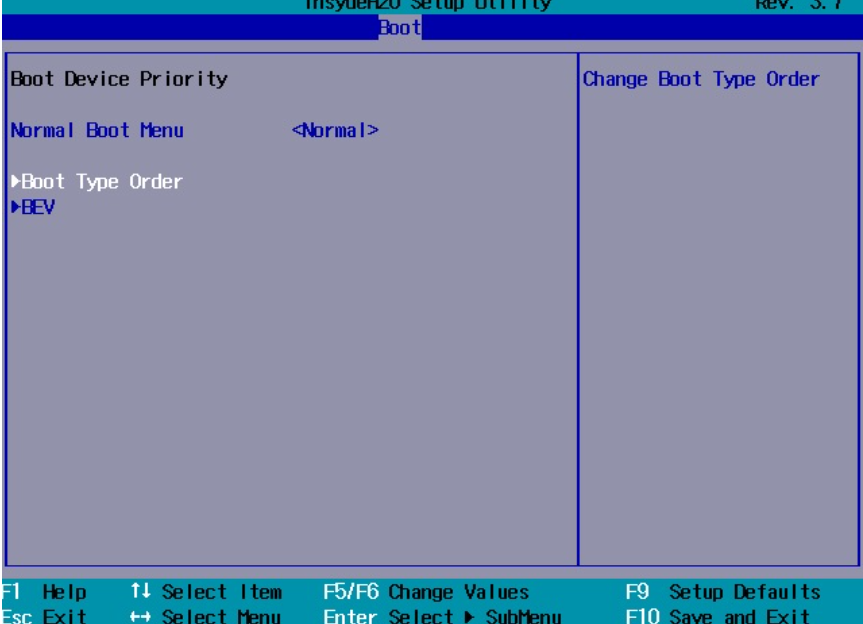 InsydeH2O Setup Utility Rev. 3.7
Boot
Boot Device Priority
Change Boot Type Order
Normal Boot Menu <Normal>
▶Boot Type Order
▶BEV
F1 Help ↑↓ Select Item F5/F6 Change Values F9 Setup Defaults
Esc Exit ↔ Select Menu Enter Select ▶ SubMenu F10 Save and Exit